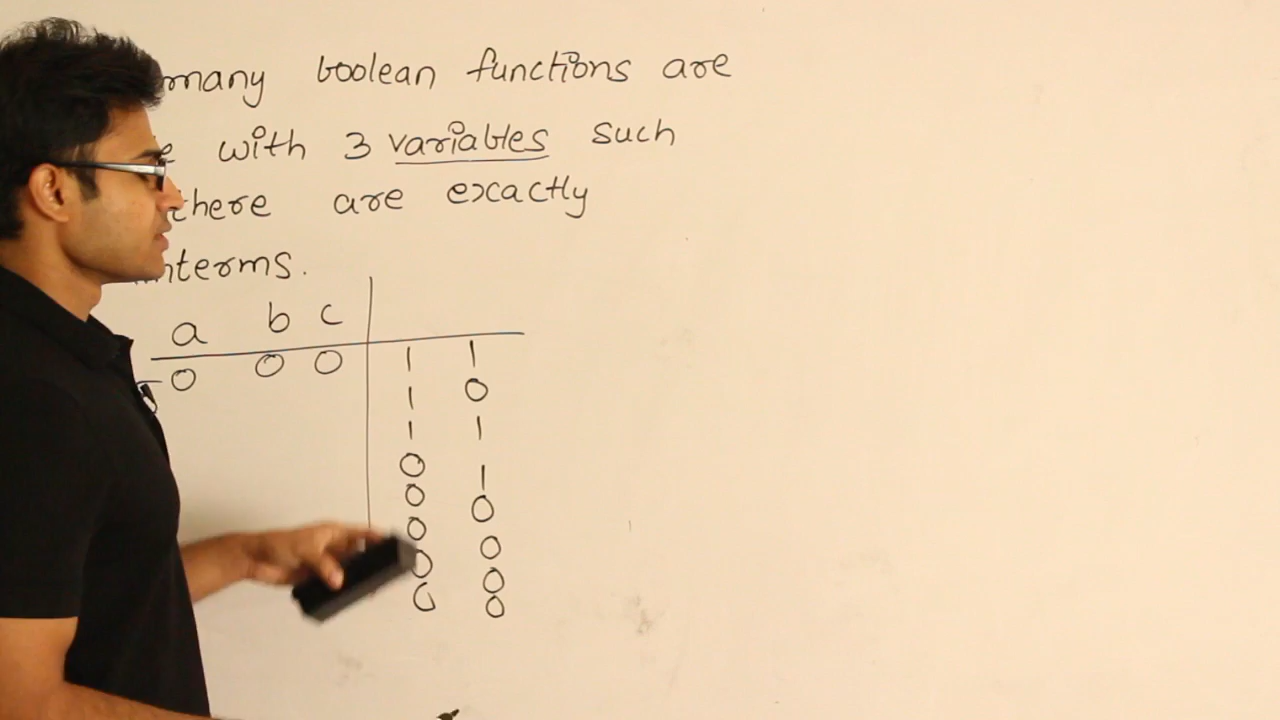 many boolean functions are
with 3 variables such
there are exactly
nterms.
a b c
0 0 0 1 1
1 0
1 1
0 1
0 0
0 0
0 0
0 0